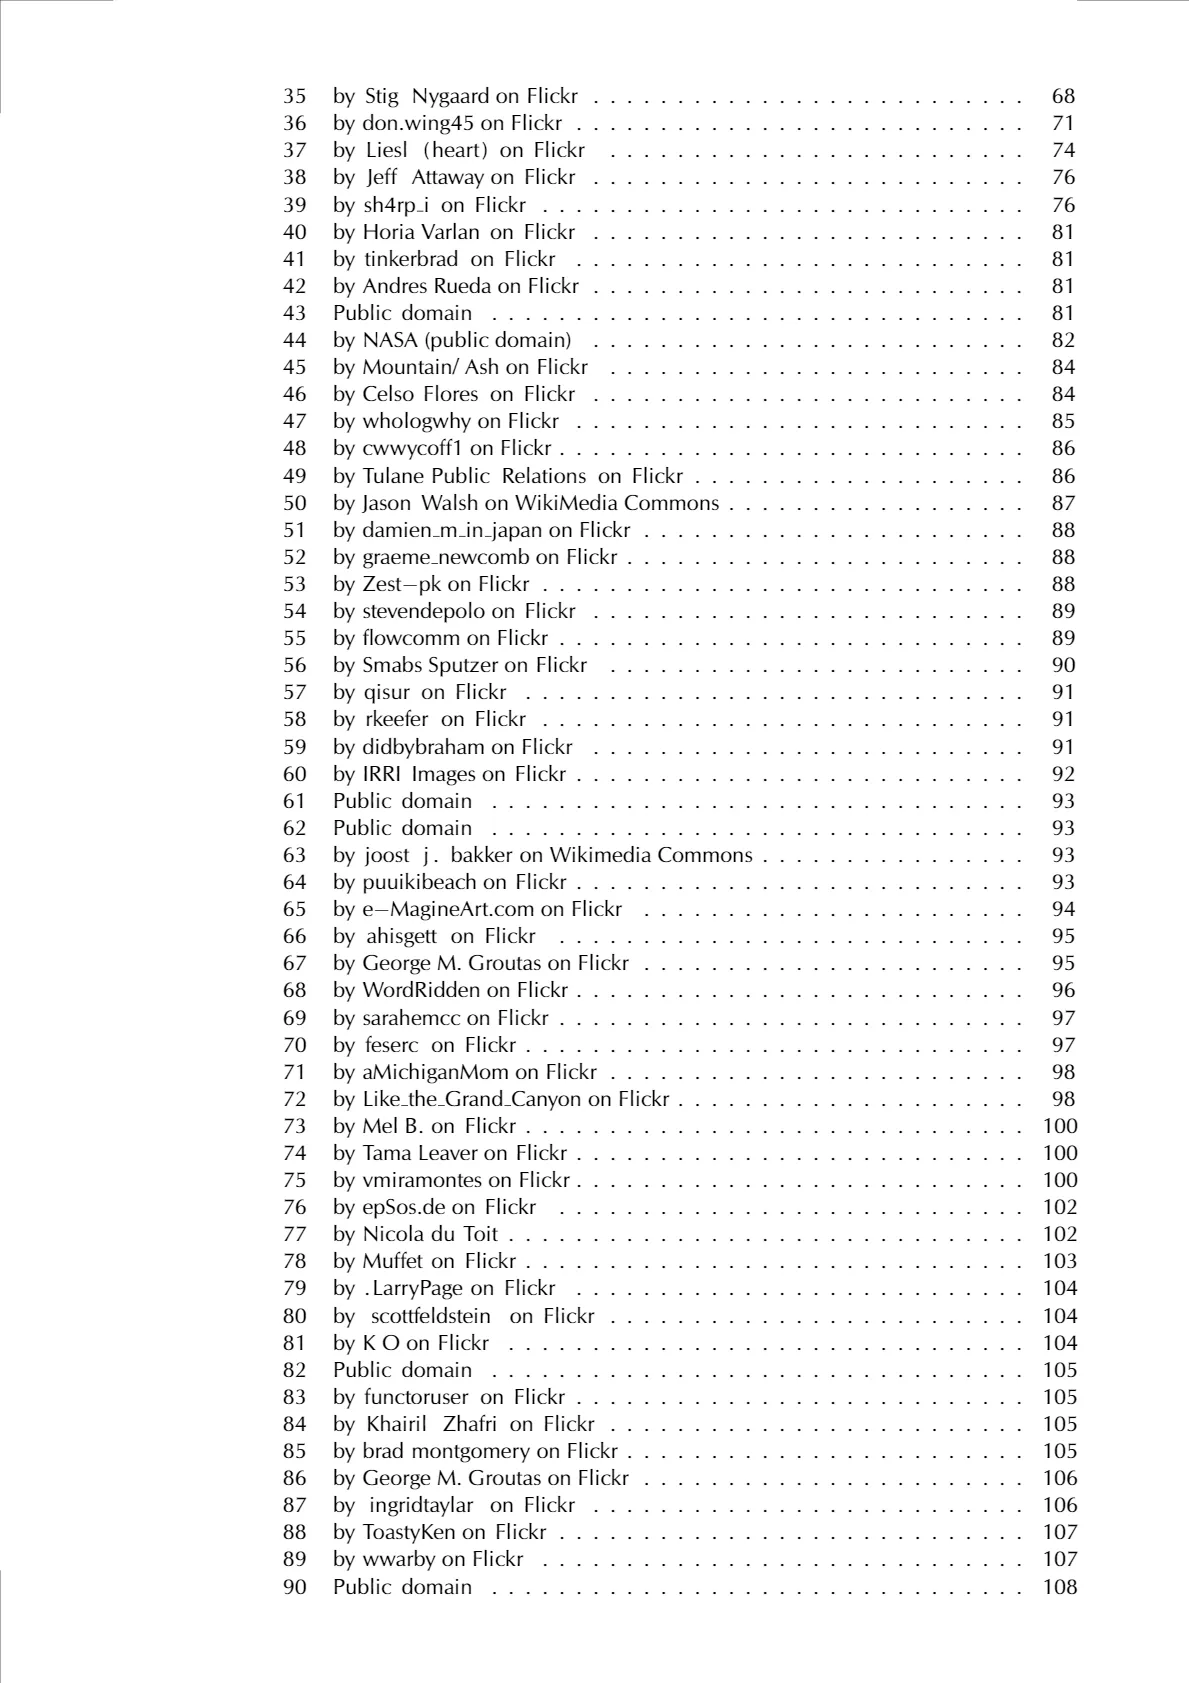 35 by Stig Nygaard on Flickr . . . . . . . . . . . . . . . . . . . . . . . . . . 68
36 by don.wing45 on Flickr . . . . . . . . . . . . . . . . . . . . . . . . . . . 71
37 by Liesl (heart) on Flickr . . . . . . . . . . . . . . . . . . . . . . . . . 74
38 by Jeff Attaway on Flickr . . . . . . . . . . . . . . . . . . . . . . . . . . 76
39 by sh4rp_i on Flickr . . . . . . . . . . . . . . . . . . . . . . . . . . . . . 76
40 by Horia Varlan on Flickr . . . . . . . . . . . . . . . . . . . . . . . . . . 81
41 by tinkerbrad on Flickr . . . . . . . . . . . . . . . . . . . . . . . . . . . 81
42 by Andres Rueda on Flickr . . . . . . . . . . . . . . . . . . . . . . . . . . 81
43 Public domain . . . . . . . . . . . . . . . . . . . . . . . . . . . . . . . . 81
44 by NASA (public domain) . . . . . . . . . . . . . . . . . . . . . . . . . . 82
45 by Mountain/ Ash on Flickr . . . . . . . . . . . . . . . . . . . . . . . . . 84
46 by Celso Flores on Flickr . . . . . . . . . . . . . . . . . . . . . . . . . . 84
47 by whologwhy on Flickr . . . . . . . . . . . . . . . . . . . . . . . . . . . 85
48 by cwwycoff1 on Flickr . . . . . . . . . . . . . . . . . . . . . . . . . . . . 86
49 by Tulane Public Relations on Flickr . . . . . . . . . . . . . . . . . . . . 86
50 by Jason Walsh on WikiMedia Commons . . . . . . . . . . . . . . . . . . 87
51 by damien_m_in_japan on Flickr . . . . . . . . . . . . . . . . . . . . . . . 88
52 by graeme_newcomb on Flickr . . . . . . . . . . . . . . . . . . . . . . . . 88
53 by Zest−pk on Flickr . . . . . . . . . . . . . . . . . . . . . . . . . . . . . 88
54 by stevendepolo on Flickr . . . . . . . . . . . . . . . . . . . . . . . . . . 89
55 by flowcomm on Flickr . . . . . . . . . . . . . . . . . . . . . . . . . . . . 89
56 by Smabs Sputzer on Flickr . . . . . . . . . . . . . . . . . . . . . . . . . 90
57 by qisur on Flickr . . . . . . . . . . . . . . . . . . . . . . . . . . . . . . 91
58 by rkeefer on Flickr . . . . . . . . . . . . . . . . . . . . . . . . . . . . . 91
59 by didbybraham on Flickr . . . . . . . . . . . . . . . . . . . . . . . . . . 91
60 by IRRI Images on Flickr . . . . . . . . . . . . . . . . . . . . . . . . . . . 92
61 Public domain . . . . . . . . . . . . . . . . . . . . . . . . . . . . . . . . 93
62 Public domain . . . . . . . . . . . . . . . . . . . . . . . . . . . . . . . . 93
63 by joost j. bakker on Wikimedia Commons . . . . . . . . . . . . . . . . 93
64 by puuikibeach on Flickr . . . . . . . . . . . . . . . . . . . . . . . . . . . 93
65 by e−MagineArt.com on Flickr . . . . . . . . . . . . . . . . . . . . . . . 94
66 by ahisgett on Flickr . . . . . . . . . . . . . . . . . . . . . . . . . . . . 95
67 by George M. Groutas on Flickr . . . . . . . . . . . . . . . . . . . . . . . 95
68 by WordRidden on Flickr . . . . . . . . . . . . . . . . . . . . . . . . . . . 96
69 by sarahemcc on Flickr . . . . . . . . . . . . . . . . . . . . . . . . . . . . 97
70 by feserc on Flickr . . . . . . . . . . . . . . . . . . . . . . . . . . . . . . 97
71 by aMichiganMom on Flickr . . . . . . . . . . . . . . . . . . . . . . . . . 98
72 by Like_the_Grand_Canyon on Flickr . . . . . . . . . . . . . . . . . . . . . 98
73 by Mel B. on Flickr . . . . . . . . . . . . . . . . . . . . . . . . . . . . . . 100
74 by Tama Leaver on Flickr . . . . . . . . . . . . . . . . . . . . . . . . . . . 100
75 by vmiramontes on Flickr . . . . . . . . . . . . . . . . . . . . . . . . . . . 100
76 by epSos.de on Flickr . . . . . . . . . . . . . . . . . . . . . . . . . . . . 102
77 by Nicola du Toit . . . . . . . . . . . . . . . . . . . . . . . . . . . . . . . 102
78 by Muffet on Flickr . . . . . . . . . . . . . . . . . . . . . . . . . . . . . . 103
79 by .LarryPage on Flickr . . . . . . . . . . . . . . . . . . . . . . . . . . . 104
80 by scottfeldstein on Flickr . . . . . . . . . . . . . . . . . . . . . . . . . 104
81 by K O on Flickr . . . . . . . . . . . . . . . . . . . . . . . . . . . . . . . 104
82 Public domain . . . . . . . . . . . . . . . . . . . . . . . . . . . . . . . . 105
83 by functoruser on Flickr . . . . . . . . . . . . . . . . . . . . . . . . . . . 105
84 by Khairil Zhafri on Flickr . . . . . . . . . . . . . . . . . . . . . . . . . 105
85 by brad montgomery on Flickr . . . . . . . . . . . . . . . . . . . . . . . . 105
86 by George M. Groutas on Flickr . . . . . . . . . . . . . . . . . . . . . . . 106
87 by ingridtaylar on Flickr . . . . . . . . . . . . . . . . . . . . . . . . . . 106
88 by ToastyKen on Flickr . . . . . . . . . . . . . . . . . . . . . . . . . . . . 107
89 by wwarby on Flickr . . . . . . . . . . . . . . . . . . . . . . . . . . . . . 107
90 Public domain . . . . . . . . . . . . . . . . . . . . . . . . . . . . . . . . 108